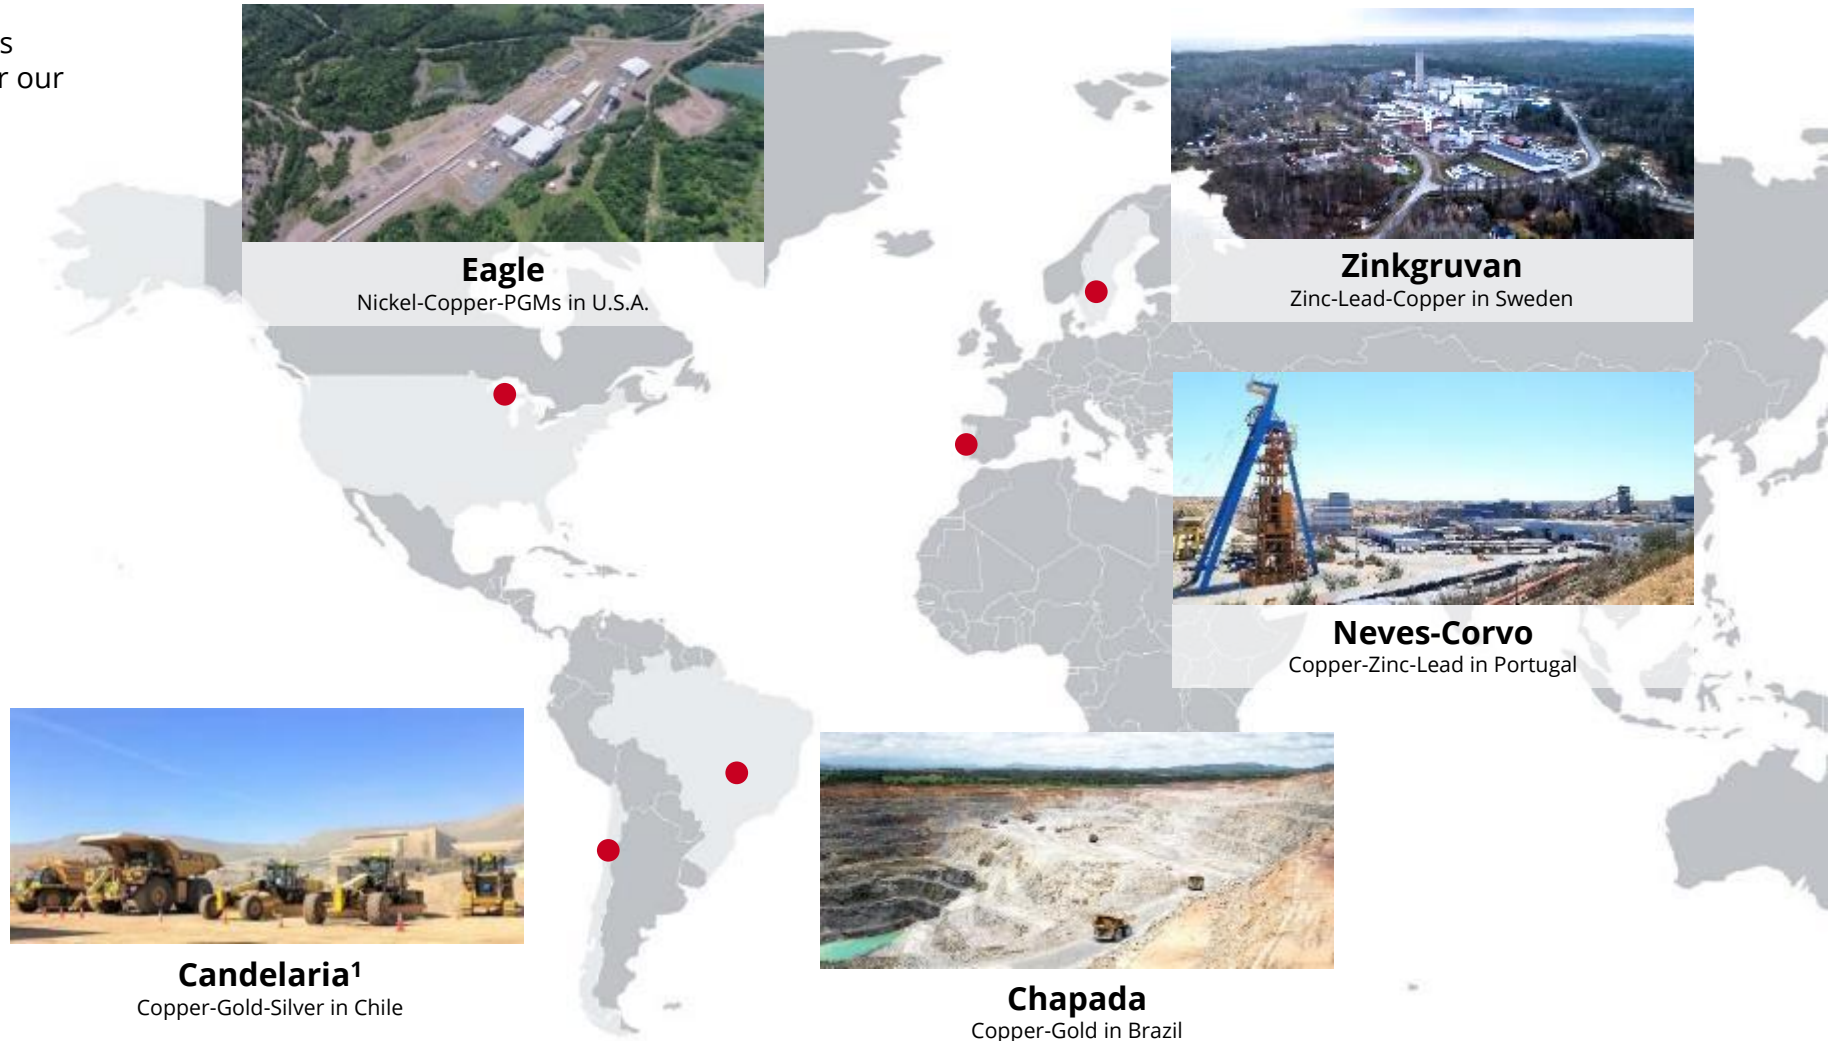 s
r our
Eagle
Nickel-Copper-PGMs in U.S.A.
Zinkgruvan
Zinc-Lead-Copper in Sweden
Neves-Corvo
Copper-Zinc-Lead in Portugal
Candelaria¹
Copper-Gold-Silver in Chile
Chapada
Copper-Gold in Brazil